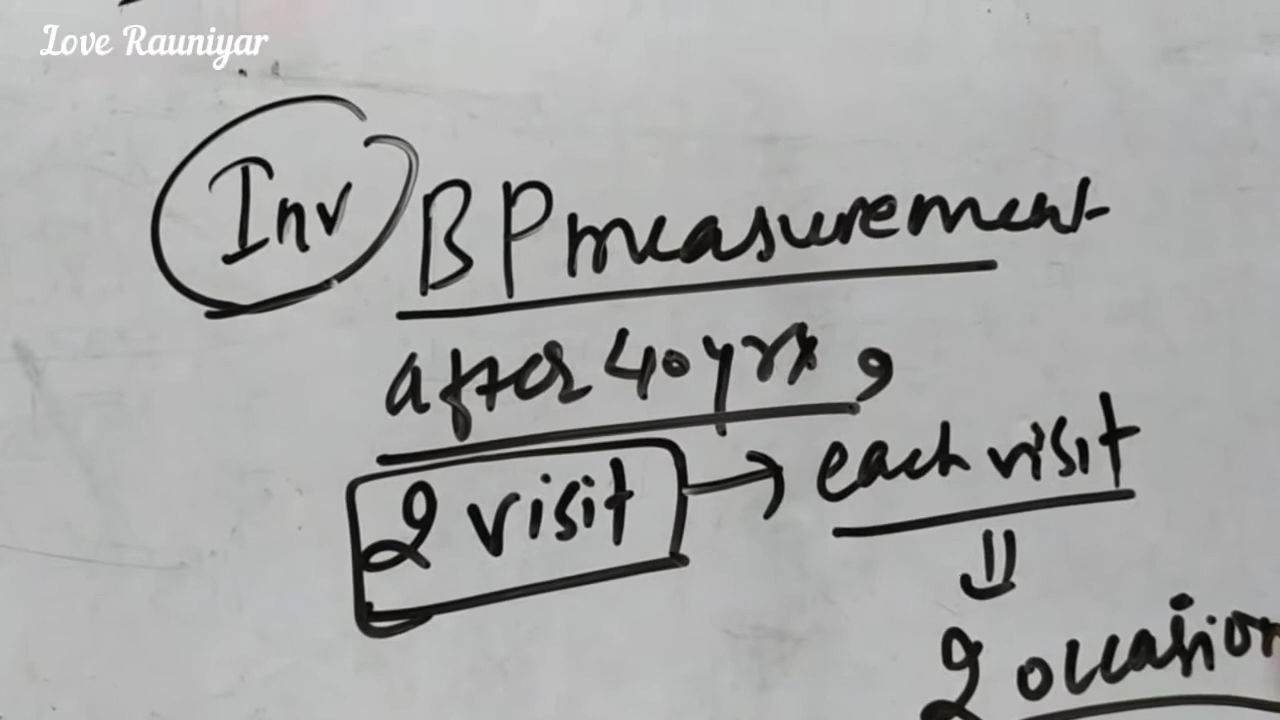 Love Rauniyar
Inv BP measurement
after 40 yrs,
2 visit → each visit
⇓
2 occasion